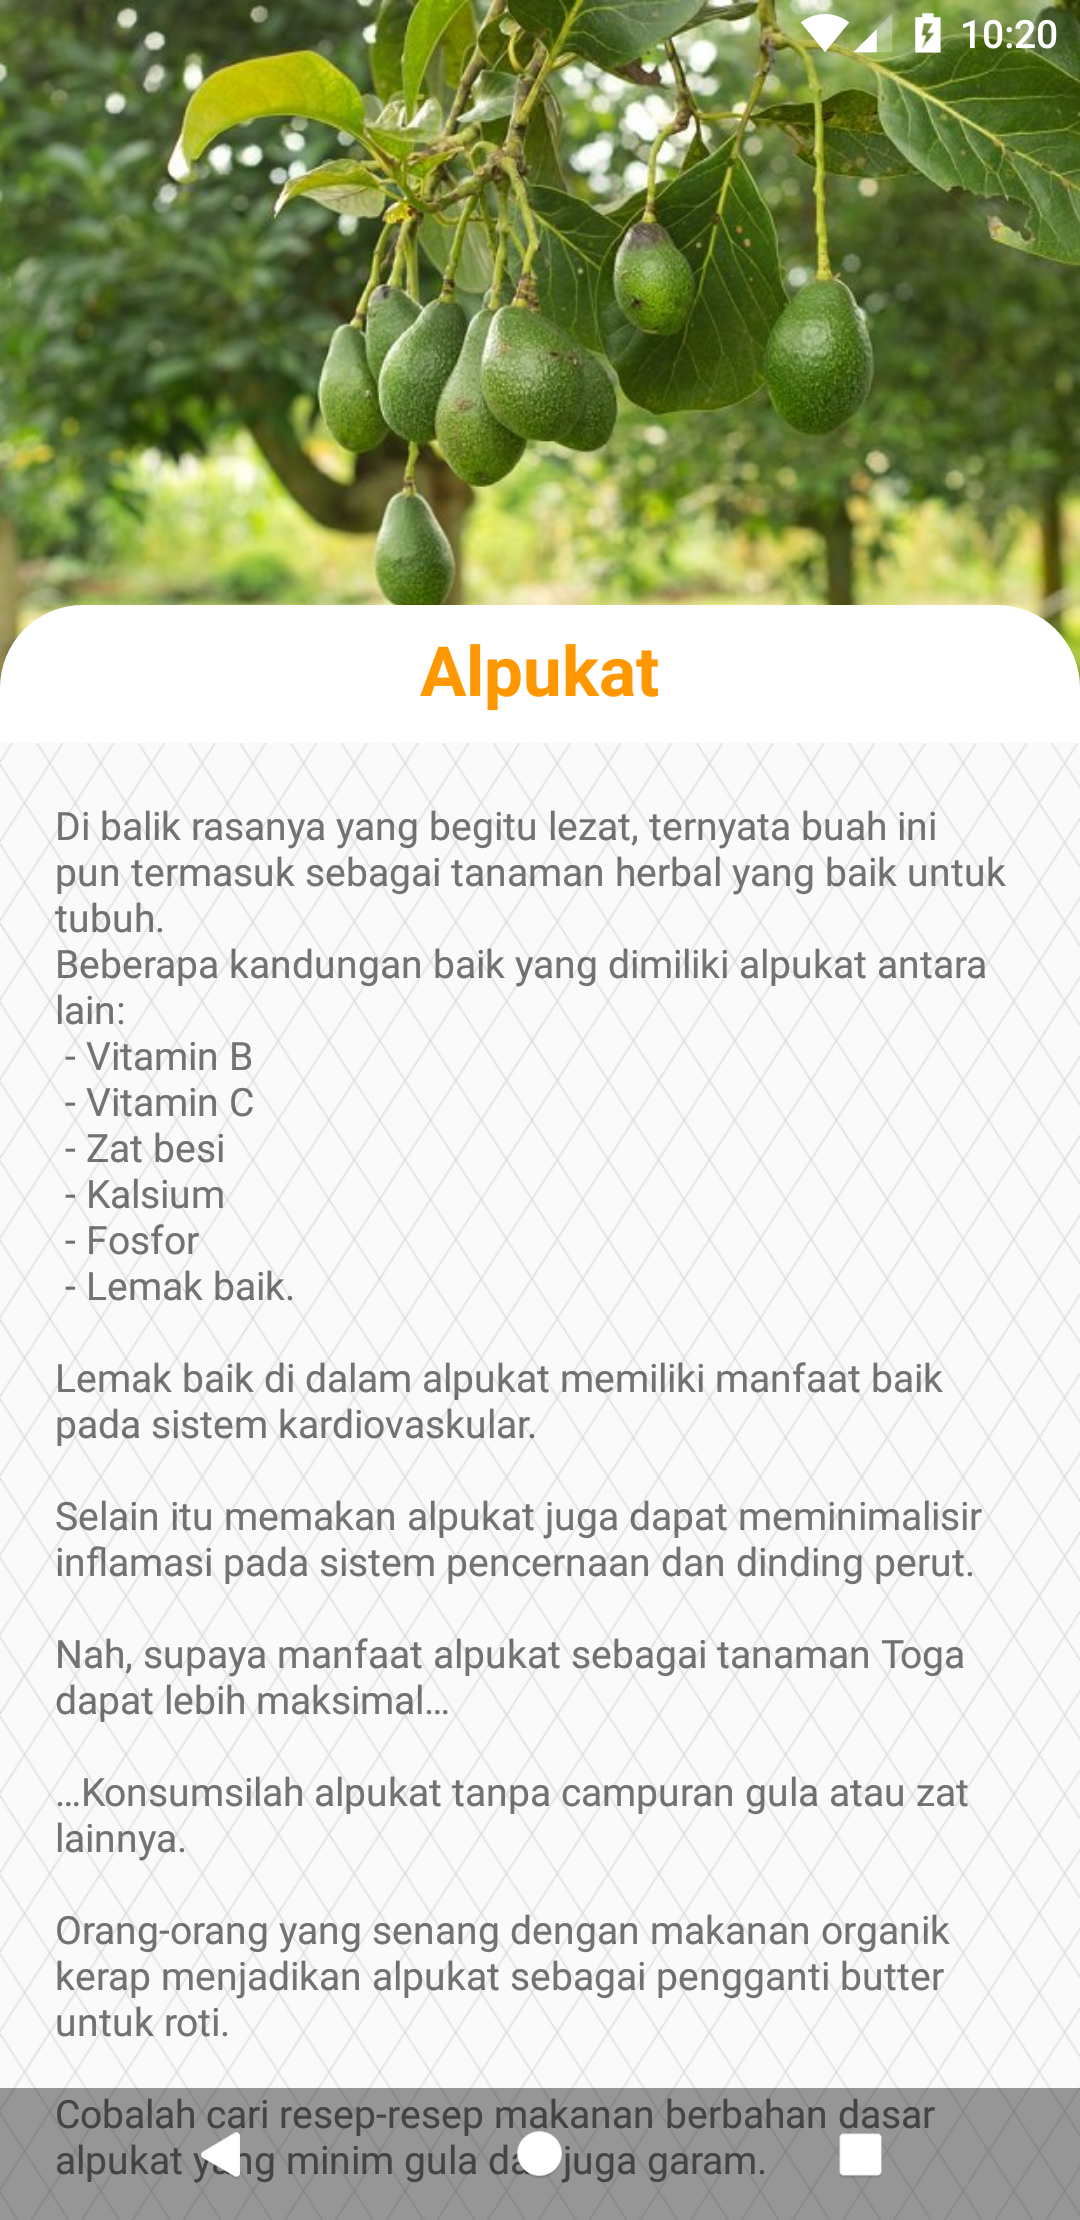 10:20
Alpukat
Di balik rasanya yang begitu lezat, ternyata buah ini
pun termasuk sebagai tanaman herbal yang baik untuk
tubuh.
Beberapa kandungan baik yang dimiliki alpukat antara
lain:
- Vitamin B
- Vitamin C
- Zat besi
- Kalsium
- Fosfor
- Lemak baik.
Lemak baik di dalam alpukat memiliki manfaat baik
pada sistem kardiovaskular.
Selain itu memakan alpukat juga dapat meminimalisir
inflamasi pada sistem pencernaan dan dinding perut.
Nah, supaya manfaat alpukat sebagai tanaman Toga
dapat lebih maksimal…
…Konsumsilah alpukat tanpa campuran gula atau zat
lainnya.
Orang-orang yang senang dengan makanan organik
kerap menjadikan alpukat sebagai pengganti butter
untuk roti.
Cobalah cari resep-resep makanan berbahan dasar
alpukat yang minim gula dan juga garam.